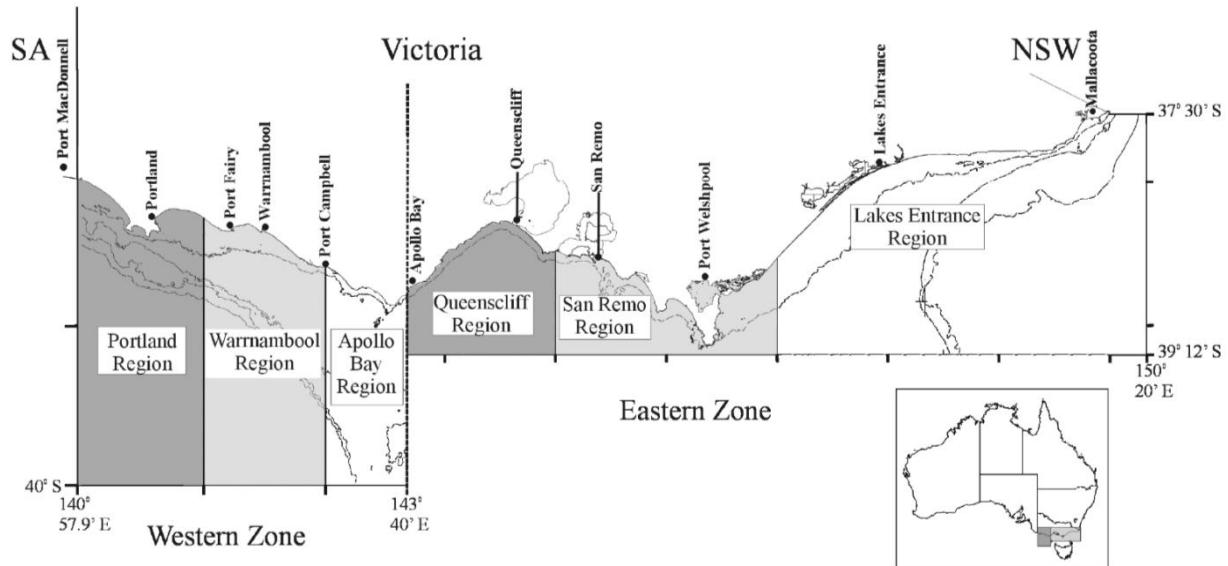 SA
Victoria
NSW
Port MacDonnell
Portland
Port Fairy
Warrnambool
Port Campbell
Apollo Bay
Queenscliff
San Remo
Port Welshpool
Lakes Entrance
Mallacoota
37° 30' S
Lakes Entrance
Region
Portland
Region
Warrnambool
Region
Apollo
Bay
Region
Queenscliff
Region
San Remo
Region
39° 12' S
150°
20' E
Eastern Zone
40° S
140°
57.9' E
143°
40' E
Western Zone